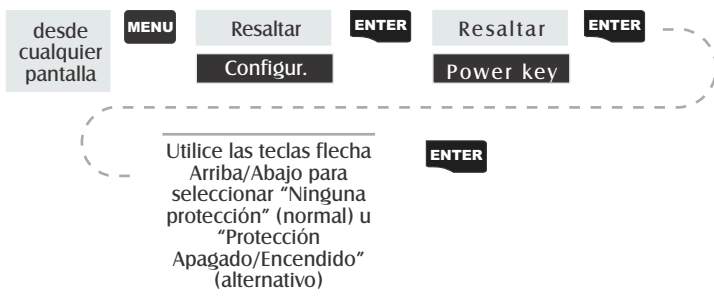 desde
cualquier
pantalla
MENU
Resaltar
Configur.
ENTER
Resaltar
Power key
ENTER
Utilice las teclas flecha
Arriba/Abajo para
seleccionar “Ninguna
protección” (normal) u
“Protección
Apagado/Encendido”
(alternativo)
ENTER